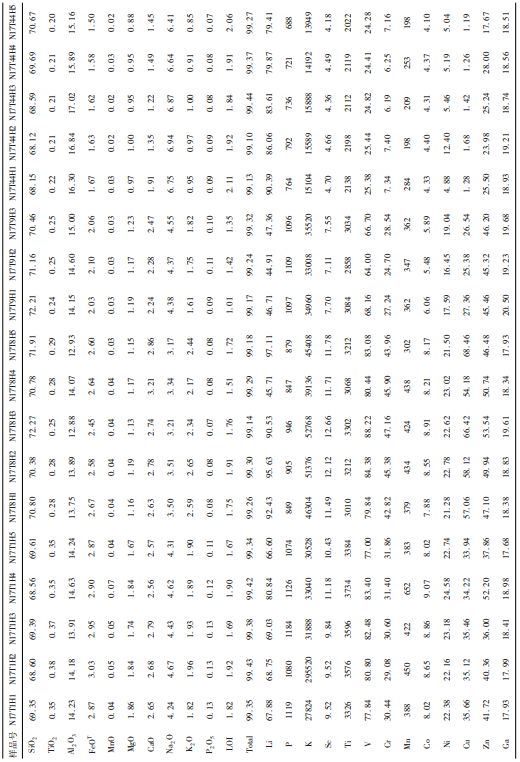 样品号 N17T1H1 N17T1H2 N17T1H3 N17T1H4 N17T1H5 N17T8H1 N17T8H2 N17T8H3 N17T8H4 N17T8H5 N17T9H1 N17T9H2 N17T9H3 N17T44H1 N17T44H2 N17T44H3 N17T44H4 N17T44H5
SiO₂ 69.35 68.60 69.39 68.56 69.61 70.80 70.38 72.27 70.78 71.91 72.21 71.16 70.46 68.15 68.12 68.59 69.69 70.67
TiO₂ 0.35 0.38 0.37 0.35 0.35 0.28 0.28 0.25 0.28 0.29 0.24 0.25 0.25 0.22 0.21 0.21 0.21 0.20
Al₂O₃ 14.23 14.18 13.91 14.63 14.24 13.75 13.89 12.88 14.07 12.93 14.15 14.60 15.00 16.30 16.84 17.02 15.89 15.16
FeOᵀ 2.87 3.03 2.95 2.90 2.87 2.67 2.58 2.45 2.64 2.60 2.03 2.10 2.06 1.67 1.63 1.62 1.58 1.50
MnO 0.04 0.05 0.05 0.07 0.04 0.04 0.04 0.04 0.04 0.03 0.03 0.03 0.03 0.03 0.02 0.02 0.03 0.02
MgO 1.86 1.84 1.74 1.84 1.67 1.16 1.19 1.13 1.17 1.15 1.19 1.17 1.23 0.97 1.00 0.95 0.95 0.88
CaO 2.65 2.68 2.79 2.56 2.57 2.63 2.78 2.74 3.21 2.86 2.24 2.28 2.47 1.91 1.35 1.22 1.49 1.45
Na₂O 4.24 4.67 4.43 4.62 4.31 3.50 3.51 3.21 3.34 3.17 4.38 4.37 4.55 6.75 6.94 6.87 6.64 6.41
K₂O 1.82 1.96 1.93 1.89 1.90 2.59 2.65 2.34 2.17 2.44 1.61 1.75 1.82 0.95 0.97 1.00 0.91 0.85
P₂O₅ 0.13 0.13 0.13 0.12 0.11 0.08 0.08 0.07 0.08 0.08 0.09 0.11 0.10 0.09 0.09 0.08 0.08 0.07
LOI 1.82 1.92 1.69 1.90 1.67 1.75 1.91 1.76 1.51 1.72 1.01 1.42 1.35 2.11 1.92 1.84 1.91 2.06
Total 99.35 99.43 99.38 99.42 99.34 99.26 99.30 99.14 99.29 99.18 99.17 99.24 99.32 99.13 99.10 99.44 99.37 99.27
Li 67.88 68.75 69.03 80.84 66.60 92.43 95.63 90.53 45.71 97.11 46.71 44.91 47.36 90.39 86.06 83.61 79.87 79.41
P 1119 1080 1184 1126 1074 849 905 946 847 879 1097 1109 1096 764 792 736 721 688
K 27824 295520 31888 33040 30528 46304 51376 52768 39136 45408 34960 33008 35520 15104 15589 15888 14192 13949
Sc 9.52 9.52 9.84 11.18 10.43 11.49 12.12 12.66 11.71 11.78 7.70 7.11 7.55 4.70 4.66 4.36 4.49 4.18
Ti 3326 3576 3596 3734 3384 3010 3212 3302 3068 3212 3084 2858 3034 2138 2198 2112 2119 2022
V 77.84 80.80 82.48 83.40 77.00 79.84 84.38 88.22 80.44 83.08 68.16 64.00 66.70 25.38 25.44 24.82 24.41 24.28
Cr 30.44 29.08 30.60 31.40 31.86 42.82 45.38 47.16 45.90 43.96 27.24 24.70 28.54 7.34 7.40 6.19 6.25 7.16
Mn 388 450 422 652 383 379 434 424 438 302 362 347 362 284 198 209 253 198
Co 8.02 8.65 8.86 9.07 8.02 7.88 8.55 8.91 8.21 8.17 6.06 5.48 5.89 4.33 4.40 4.31 4.37 4.10
Ni 22.38 22.16 23.18 24.58 22.74 21.28 22.78 22.62 23.02 21.50 17.59 16.45 19.04 4.88 12.40 5.46 5.19 5.04
Cu 35.66 35.12 35.46 34.22 33.94 57.06 58.12 66.42 54.18 68.46 27.36 25.38 26.54 1.28 1.68 1.42 1.26 1.19
Zn 41.72 40.36 36.00 52.20 37.86 47.10 49.94 53.54 50.74 46.48 45.46 45.32 46.20 25.50 23.98 25.24 28.00 17.67
Ga 17.93 17.99 18.41 18.98 17.68 18.38 18.83 19.61 18.34 17.93 20.50 19.23 19.68 18.93 19.21 18.74 18.56 18.51